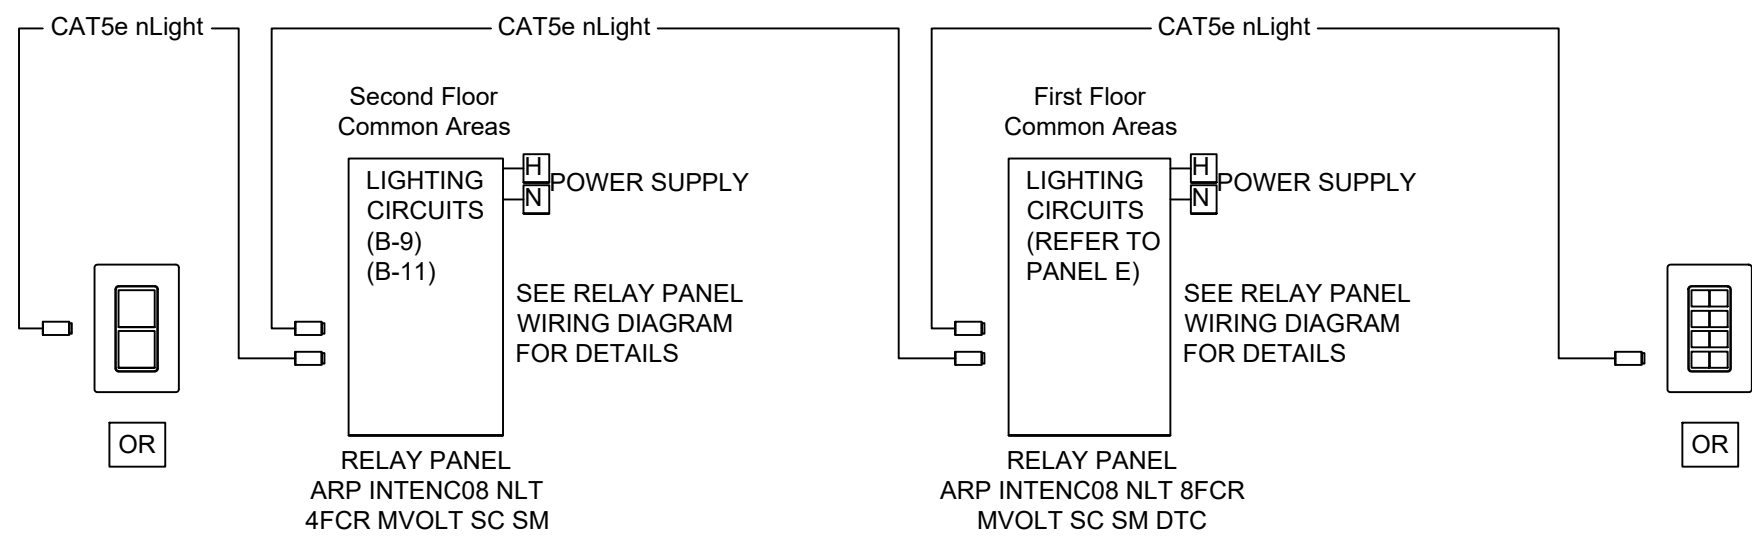 CAT5e nLight
CAT5e nLight
CAT5e nLight
Second Floor
Common Areas
LIGHTING
CIRCUITS
(B-9)
(B-11)
H
N
POWER SUPPLY
SEE RELAY PANEL
WIRING DIAGRAM
FOR DETAILS
OR
RELAY PANEL
ARP INTENC08 NLT
4FCR MVOLT SC SM
First Floor
Common Areas
LIGHTING
CIRCUITS
(REFER TO
PANEL E)
H
N
POWER SUPPLY
SEE RELAY PANEL
WIRING DIAGRAM
FOR DETAILS
RELAY PANEL
ARP INTENC08 NLT 8FCR
MVOLT SC SM DTC
OR